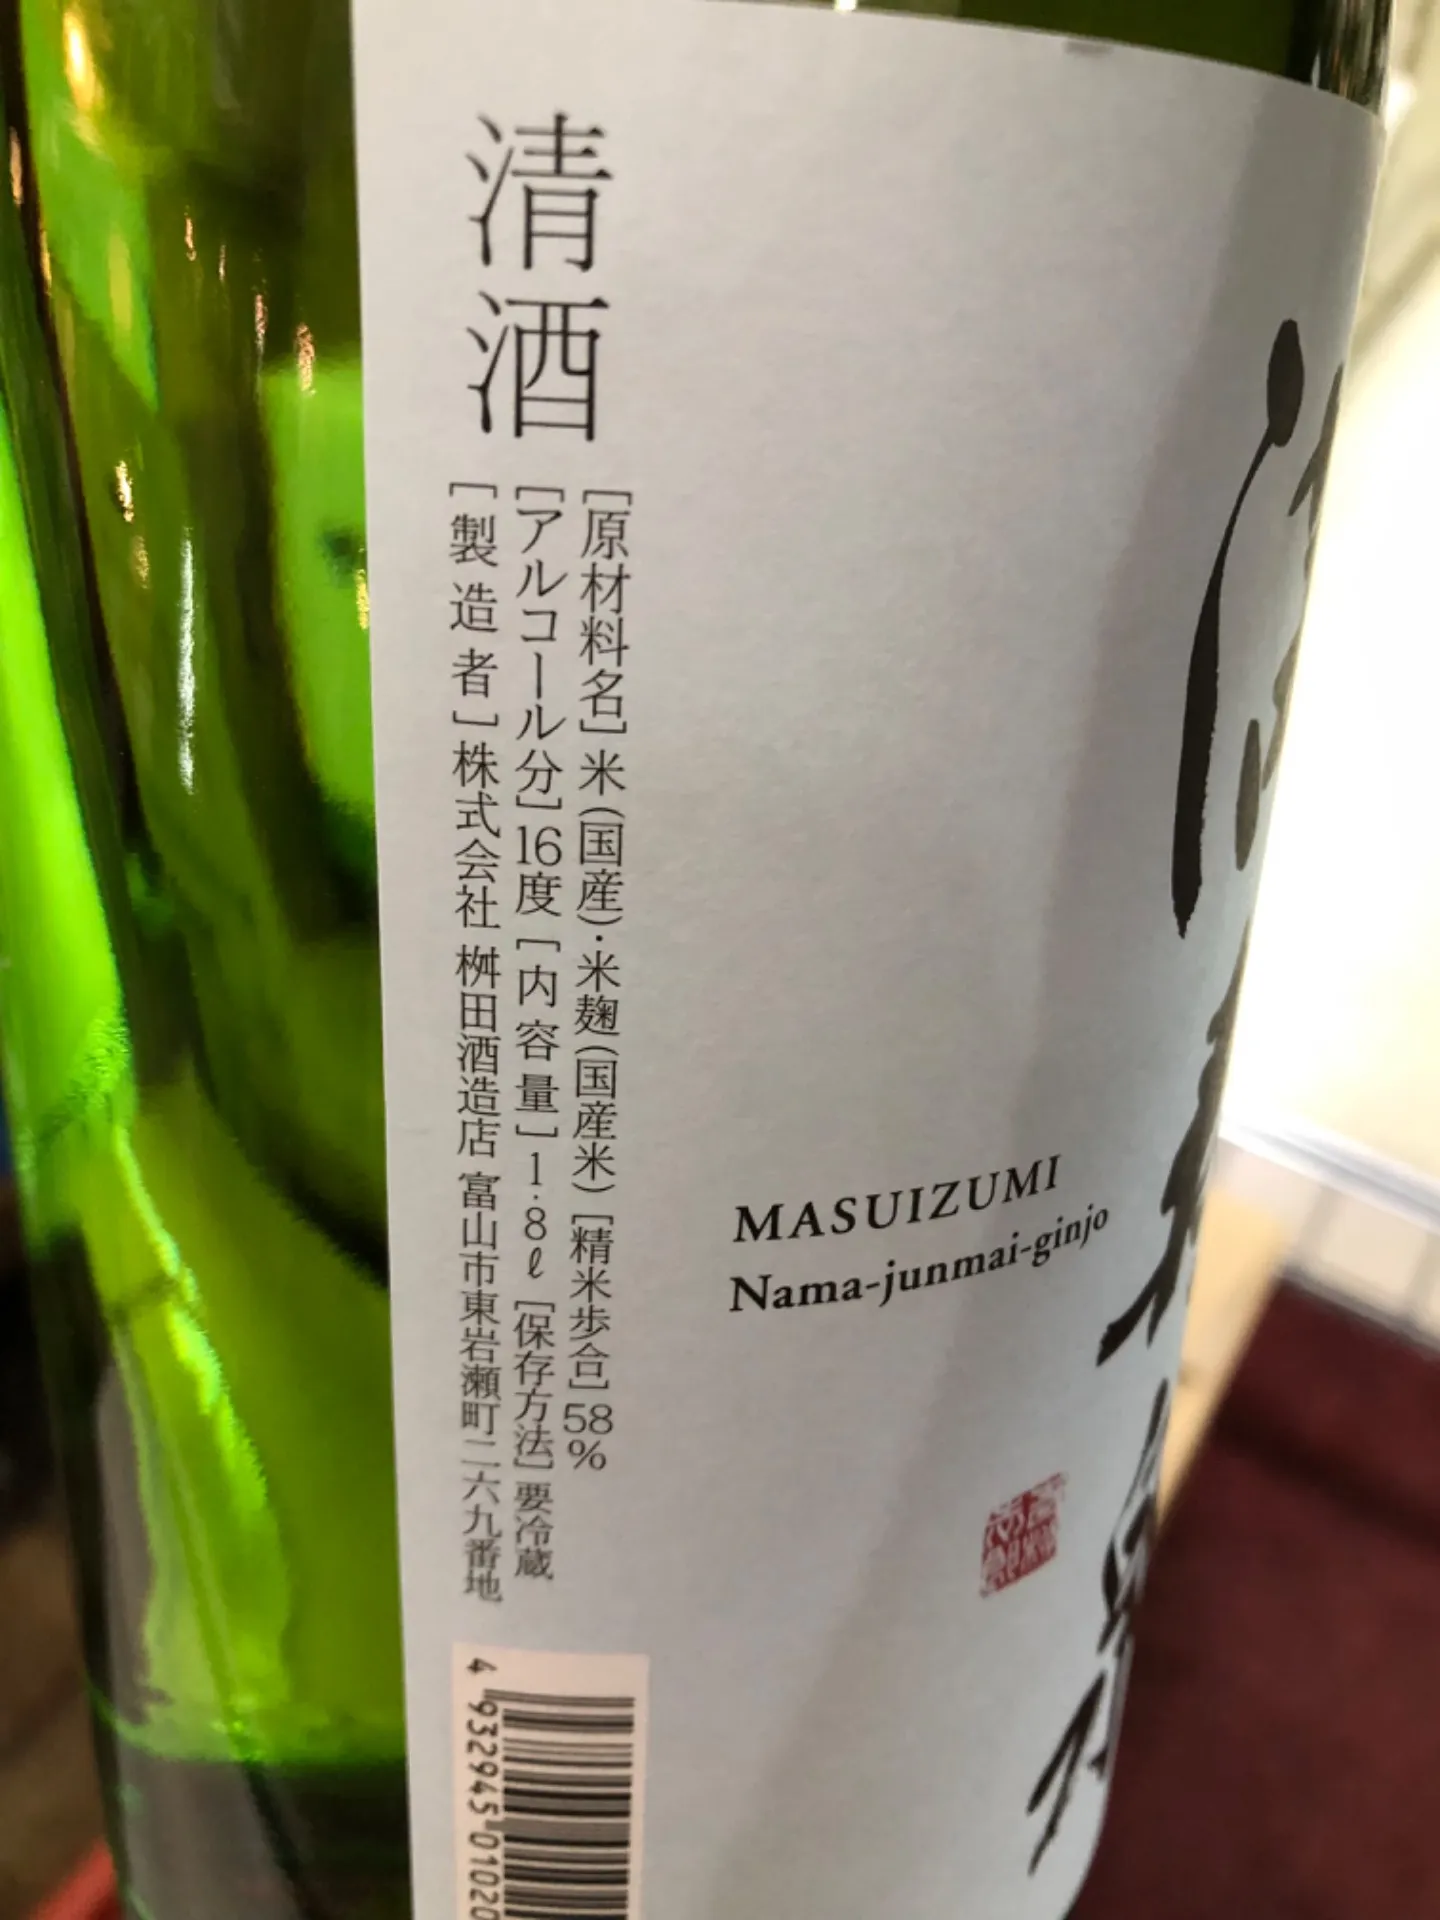 清酒
[原材料名]米(国産)・米麹(国産米)[精米歩合]58%
[アルコール分]16度[内容量]1.8ℓ[保存方法]要冷蔵
[製造者]株式会社 桝田酒造店 富山市東岩瀬町二六九番地
MASUIZUMI
Nama-junmai-ginjo
4 932945 01020